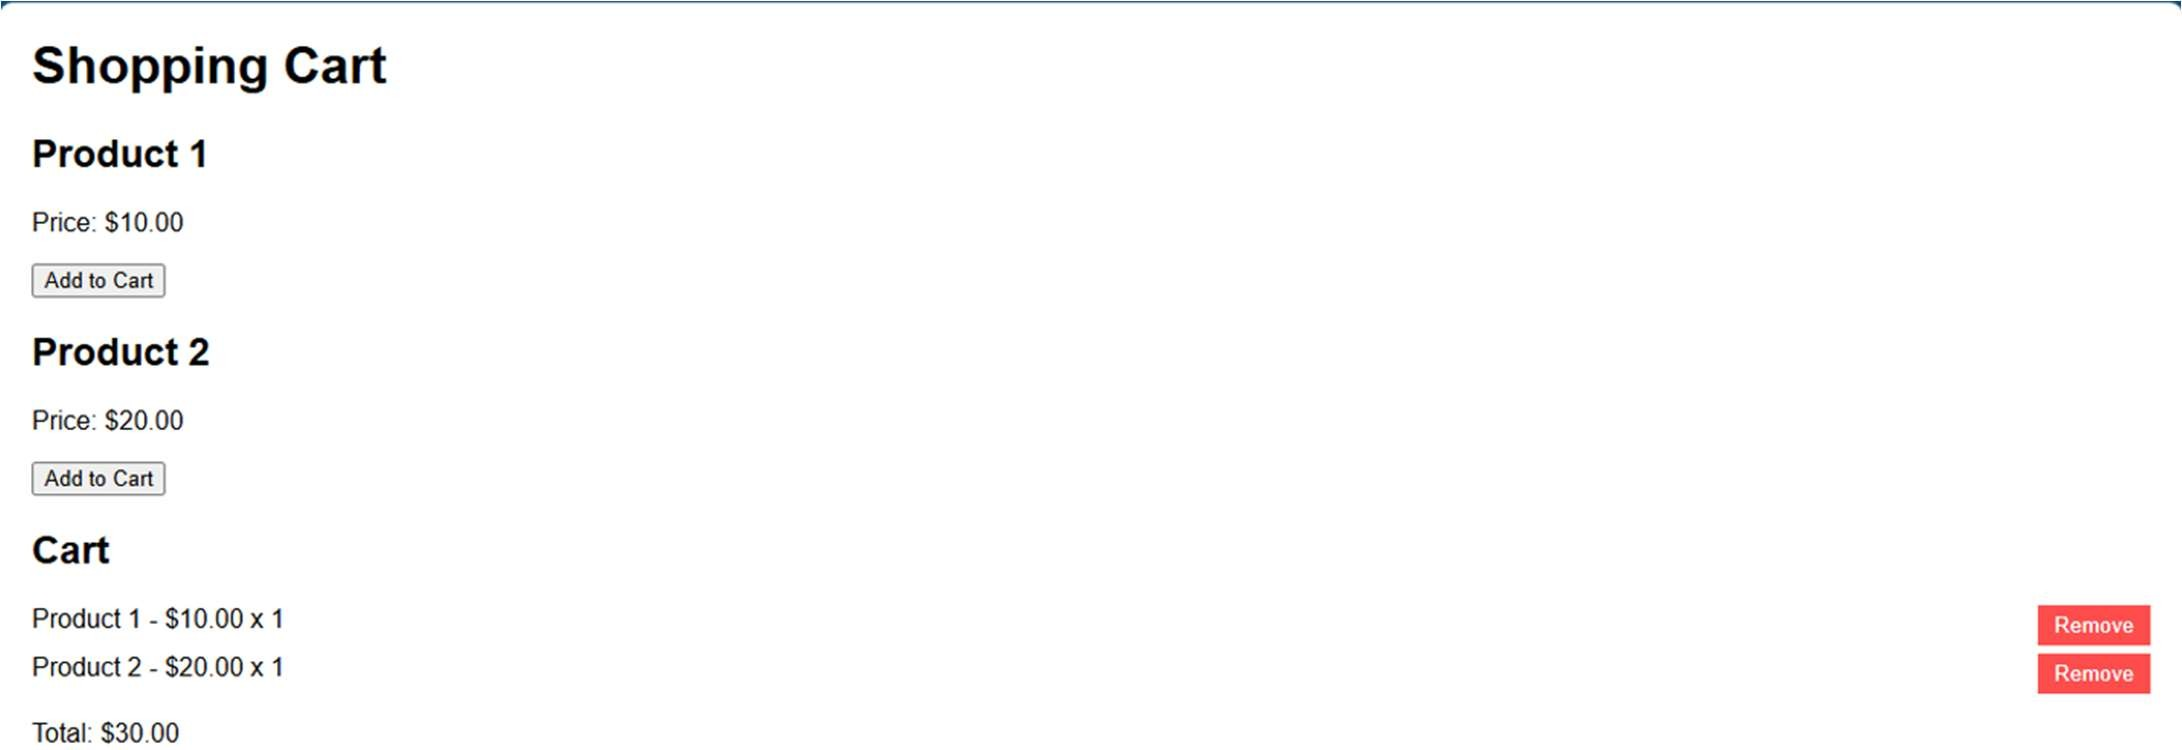 Shopping Cart
Product 1
Price: $10.00
Add to Cart
Product 2
Price: $20.00
Add to Cart
Cart
Product 1 - $10.00 x 1 Remove
Product 2 - $20.00 x 1 Remove
Total: $30.00